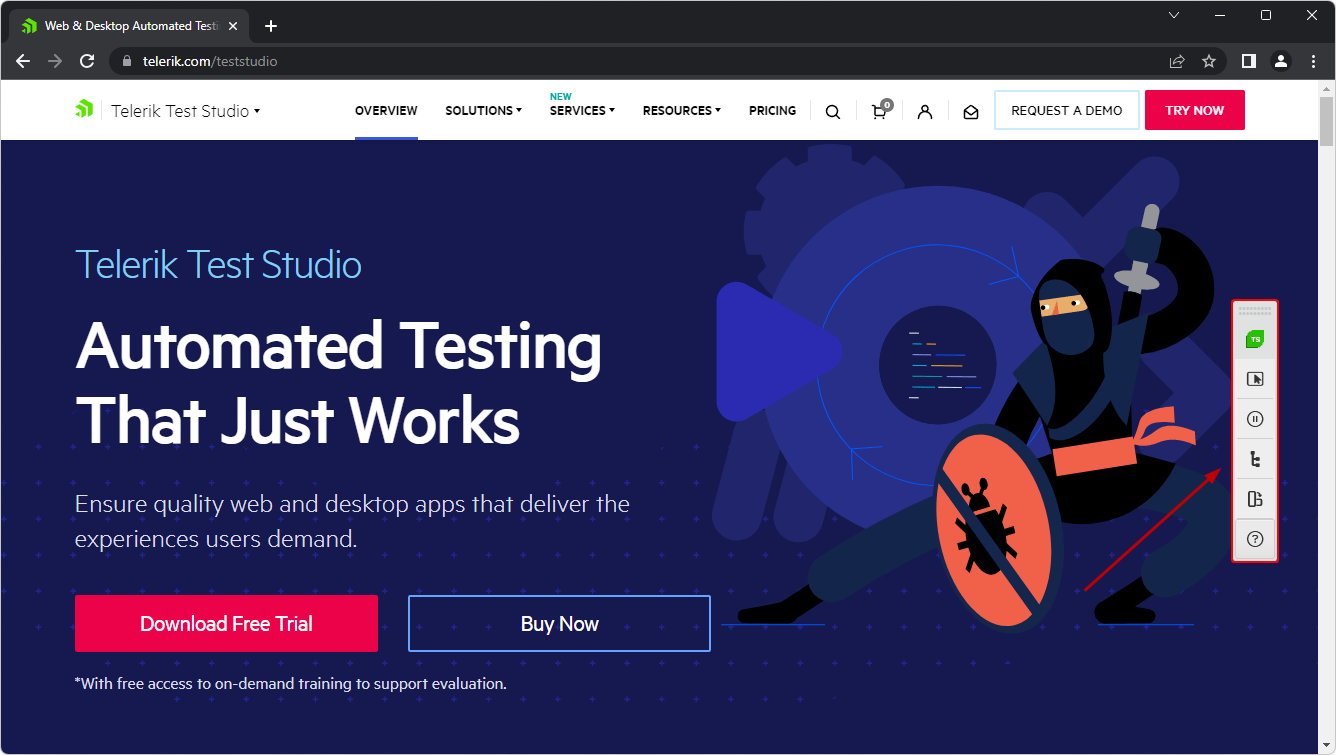 Web & Desktop Automated Testi
telerik.com/teststudio
Telerik Test Studio
OVERVIEW
SOLUTIONS
NEW
SERVICES
RESOURCES
PRICING
0
REQUEST A DEMO
TRY NOW
Telerik Test Studio
Automated Testing
That Just Works
Ensure quality web and desktop apps that deliver the
experiences users demand.
Download Free Trial
Buy Now
*With free access to on-demand training to support evaluation.
TS